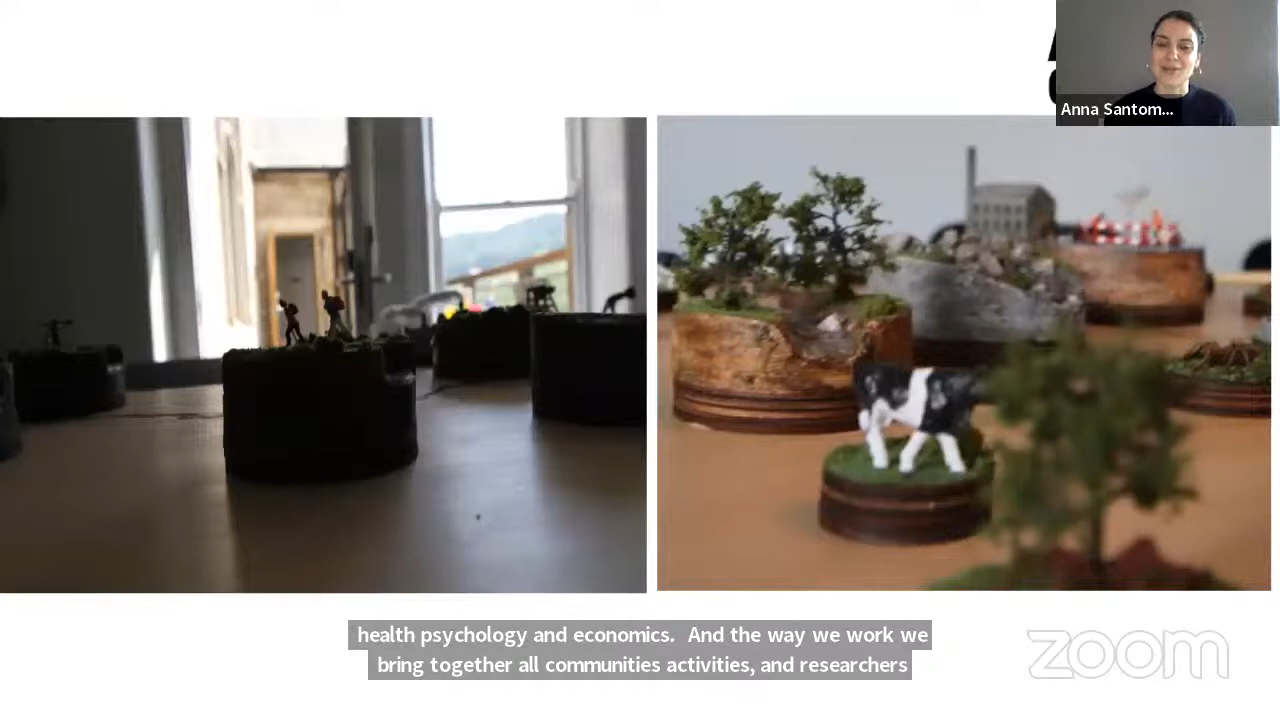 Anna Santom...
health psychology and economics. And the way we work we
bring together all communities activities, and researchers
zoom